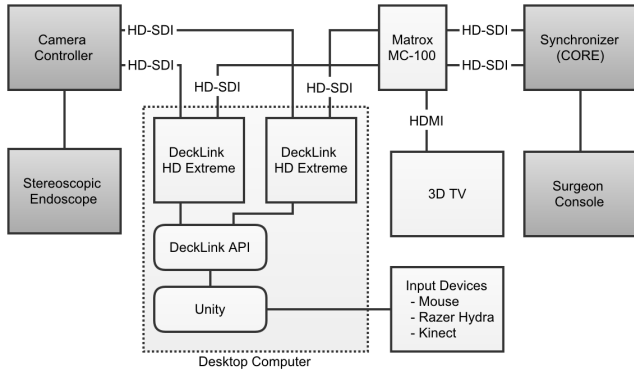 Camera
Controller
HD-SDI
HD-SDI
HD-SDI
HD-SDI
Matrox
MC-100
HD-SDI
HD-SDI
Synchronizer
(CORE)
HDMI
Stereoscopic
Endoscope
DeckLink
HD Extreme
DeckLink
HD Extreme
3D TV
Surgeon
Console
DeckLink API
Unity
Input Devices
- Mouse
- Razer Hydra
- Kinect
Desktop Computer